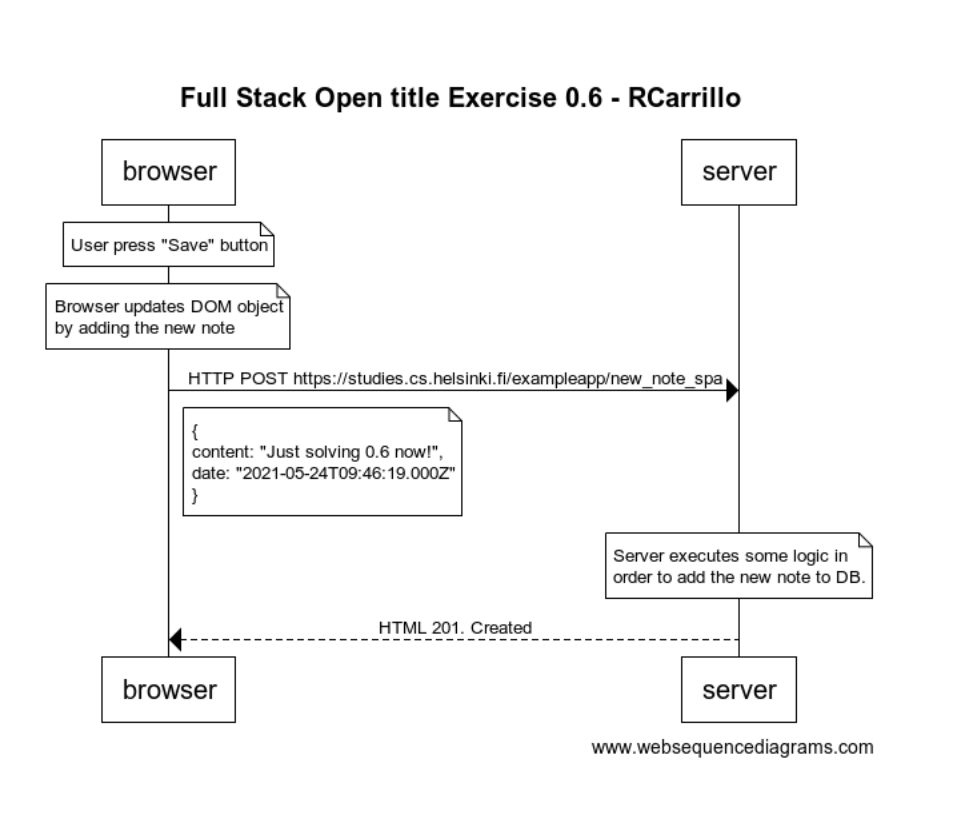 Full Stack Open title Exercise 0.6 - RCarrillo
browser
server
User press "Save" button
Browser updates DOM object
by adding the new note
HTTP POST https://studies.cs.helsinki.fi/exampleapp/new_note_spa
{
content: "Just solving 0.6 now!",
date: "2021-05-24T09:46:19.000Z"
}
Server executes some logic in
order to add the new note to DB.
HTML 201. Created
browser
server
www.websequencediagrams.com